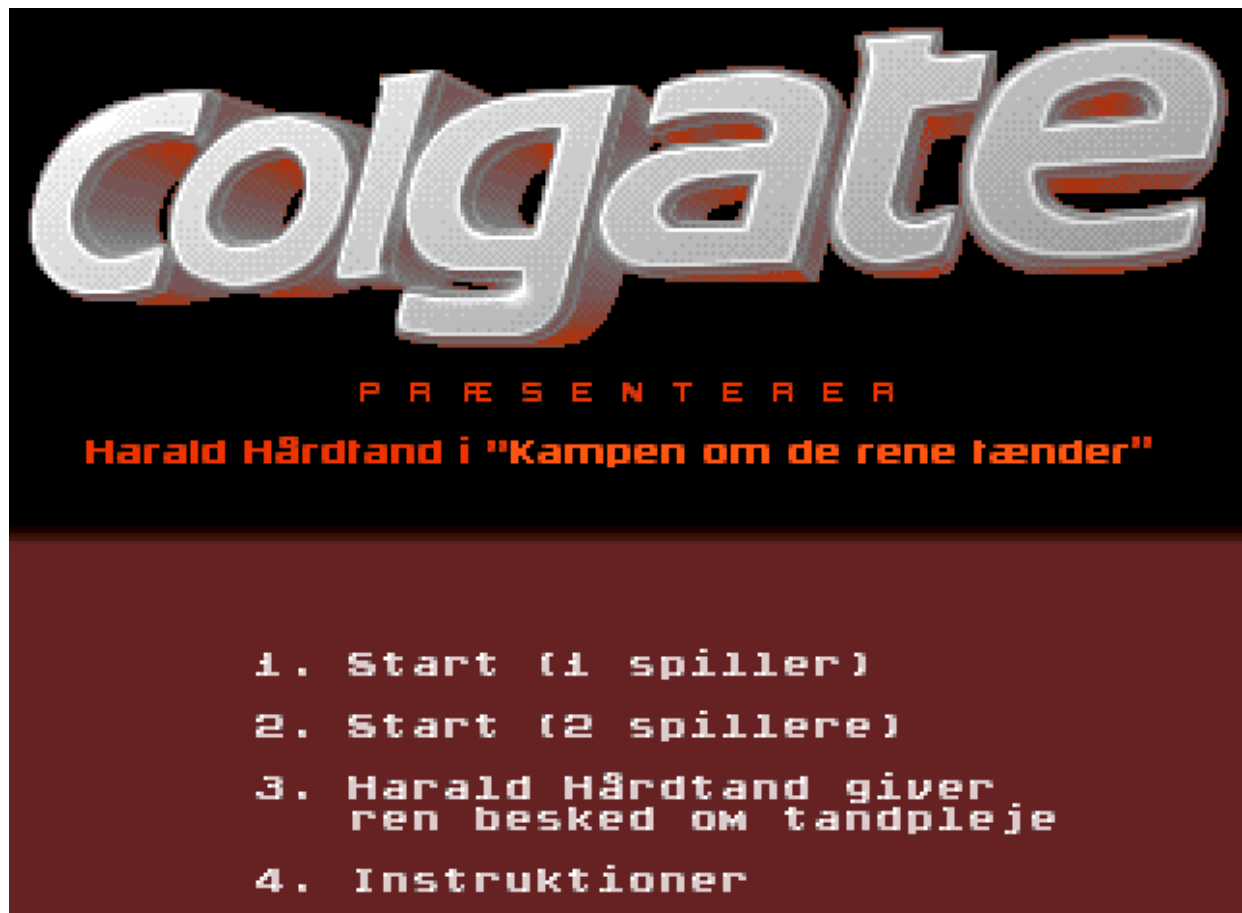 colgate
PRÆSENTERER
Harald Hårdtand i "Kampen om de rene tænder"
1. Start (1 spiller)
2. Start (2 spillere)
3. Harald Hårdtand giver
ren besked om tandpleje
4. Instruktioner